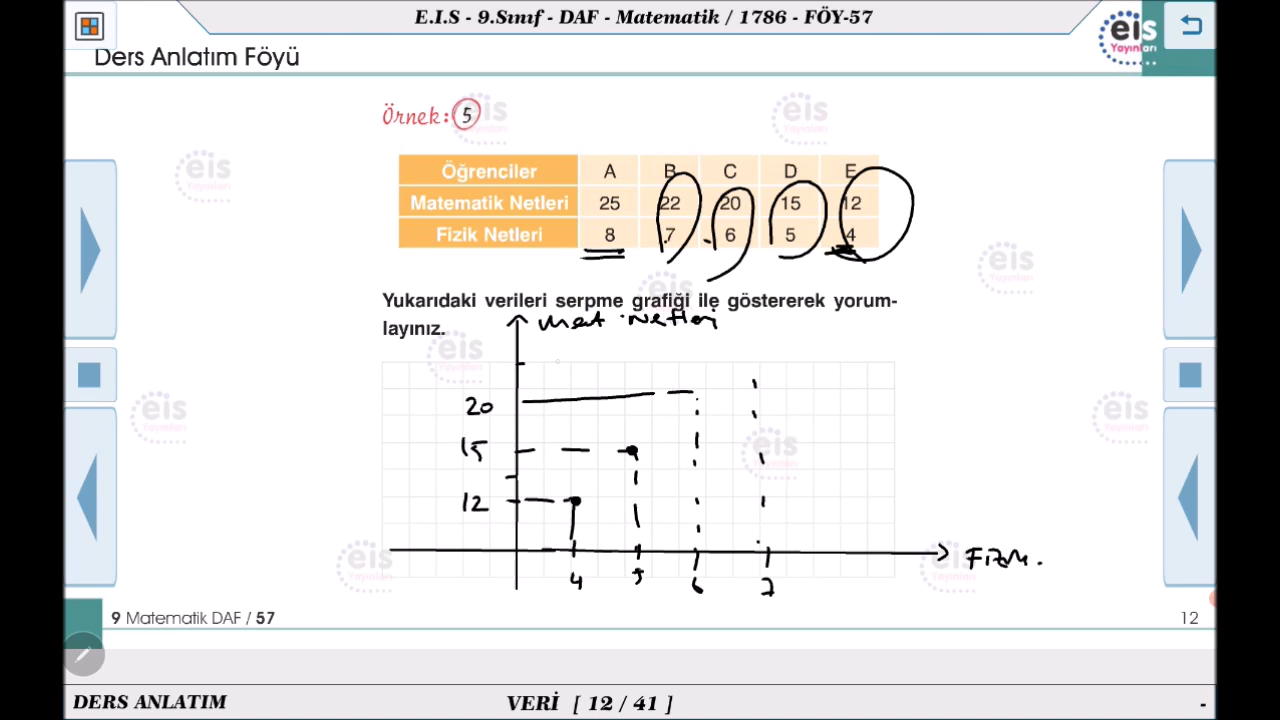 E.I.S - 9.Sınıf - DAF - Matematik / 1786 - FÖY-57
eis
Yayınları
Ders Anlatım Föyü
Örnek: 5
Öğrenciler A B C D E
Matematik Netleri 25 22 20 15 12
Fizik Netleri 8 7 6 5 4
Yukarıdaki verileri serpme grafiği ile göstererek yorum-
layınız.
Mat Netleri
20
15
12
4 5 6 7
Fizik
9 Matematik DAF / 57
12
DERS ANLATIM
VERİ [ 12 / 41 ]
-